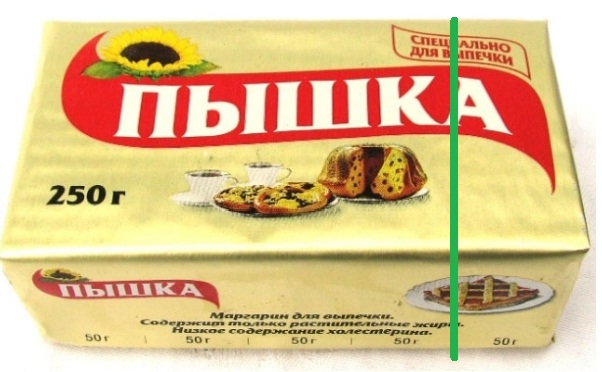 СПЕЦИАЛЬНО
ДЛЯ ВЫПЕЧКИ
ПЫШКА
250 г
ПЫШКА
Маргарин для выпечки.
Содержит только растительные жиры.
Низкое содержание холестерина.
50 г 50 г 50 г 50 г 50 г